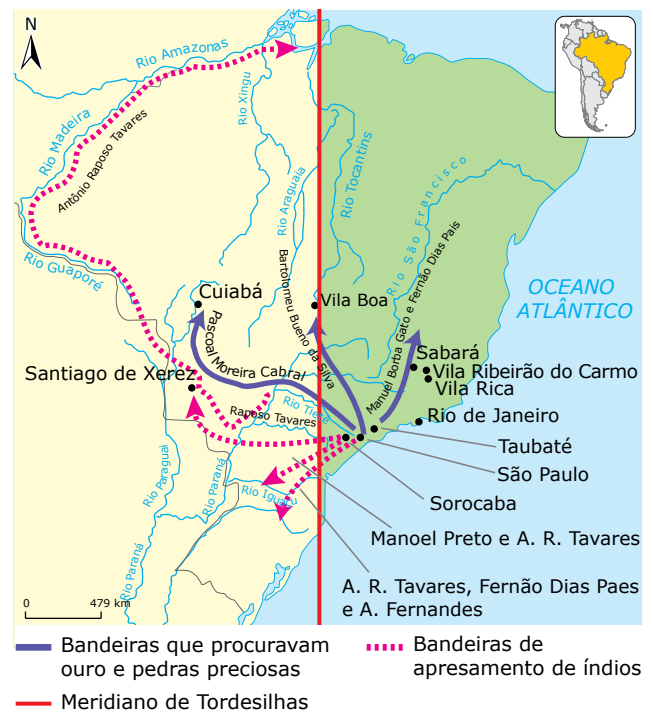 N
Rio Amazonas
Rio Madeira
Antônio Raposo Tavares
Rio Xingu
Rio Araguaia
Rio Tocantins
Rio São Francisco
Rio Guaporé
OCEANO
ATLÂNTICO
Cuiabá
Vila Boa
Pascoal Moreira Cabral
Bartolomeu Bueno da Silva
Manuel Borba Gato e Fernão Dias Pais
Sabará
Vila Ribeirão do Carmo
Vila Rica
Santiago de Xerez
Rio Tietê
Raposo Tavares
Rio de Janeiro
Taubaté
São Paulo
Sorocaba
Rio Paraguai
Rio Paraná
Rio Iguaçu
Manoel Preto e A. R. Tavares
Rio Paraná
A. R. Tavares, Fernão Dias Paes
e A. Fernandes
0 479 km
Bandeiras que procuravam
ouro e pedras preciosas
Bandeiras de
apresamento de índios
Meridiano de Tordesilhas